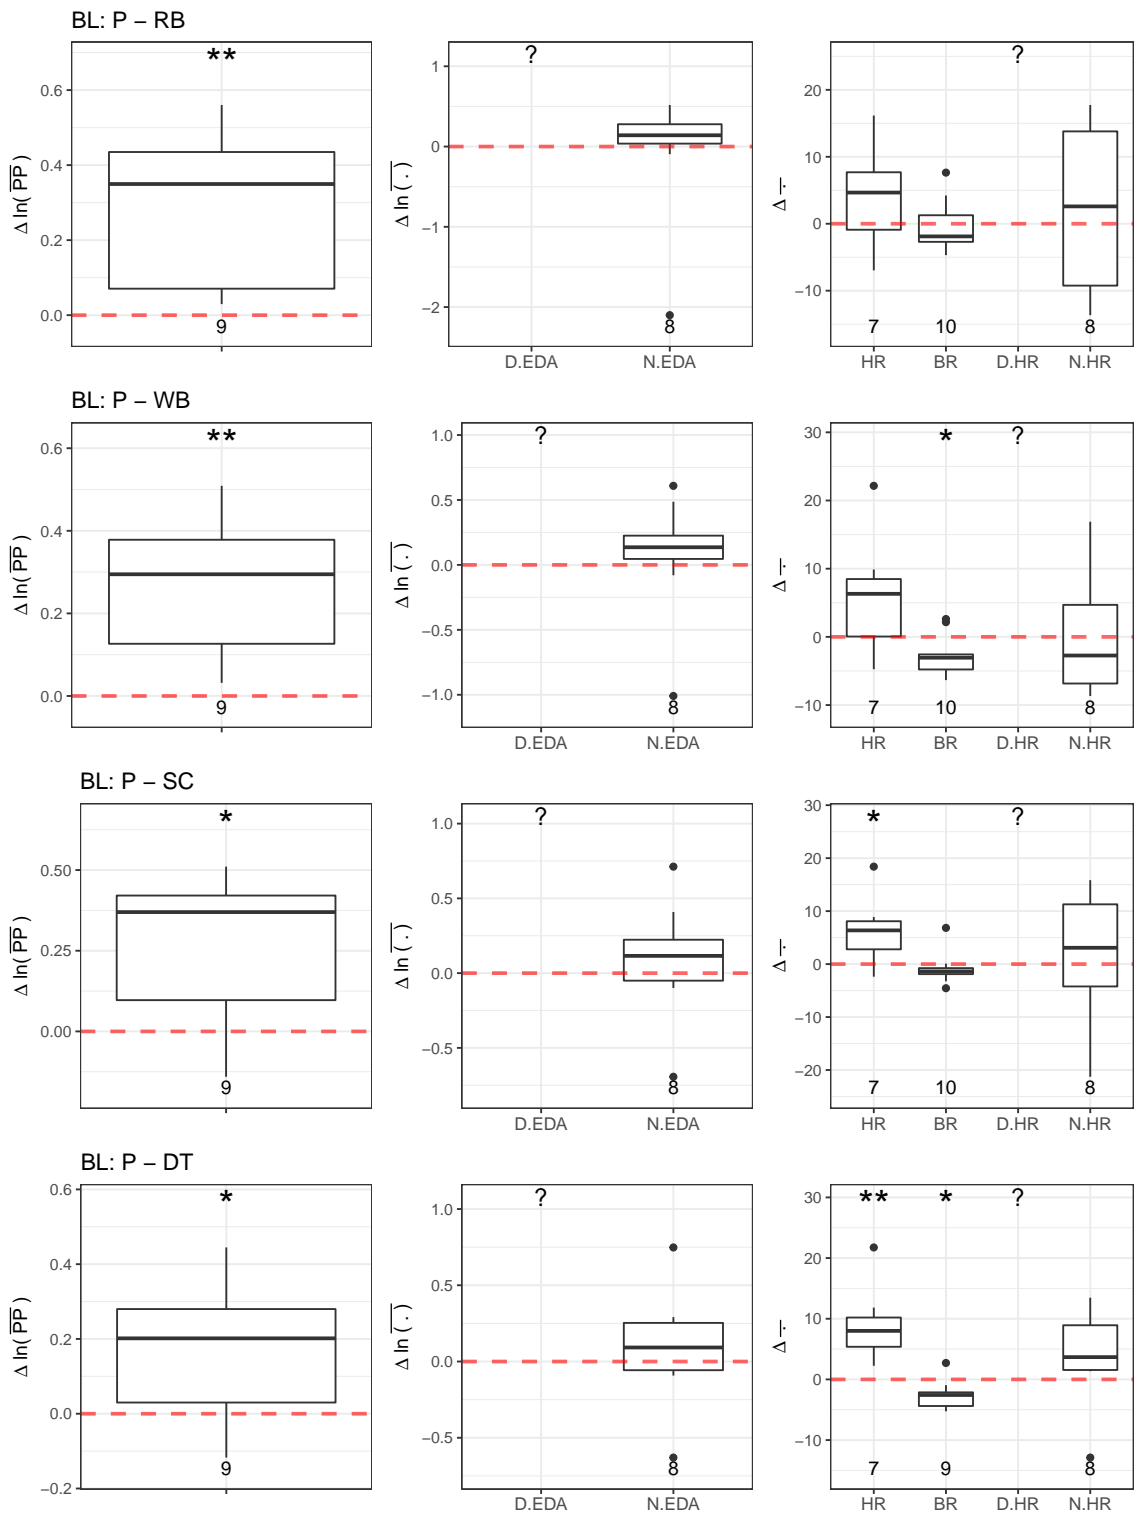 BL: P − RB
Δ ln( PP )
0.6
0.4
0.2
0.0
**
9
Δ ln ( . )
1
0
−1
−2
?
8
D.EDA N.EDA
Δ .
20
10
0
−10
?
7 10 8
HR BR D.HR N.HR
BL: P − WB
Δ ln( PP )
0.6
0.4
0.2
0.0
**
9
Δ ln ( . )
1.0
0.5
0.0
−0.5
−1.0
?
8
D.EDA N.EDA
Δ .
30
20
10
0
−10
* ?
7 10 8
HR BR D.HR N.HR
BL: P − SC
Δ ln( PP )
0.50
0.25
0.00
*
9
Δ ln ( . )
1.0
0.5
0.0
−0.5
?
8
D.EDA N.EDA
Δ .
30
20
10
0
−10
−20
* ?
7 10 8
HR BR D.HR N.HR
BL: P − DT
Δ ln( PP )
0.6
0.4
0.2
0.0
−0.2
*
9
Δ ln ( . )
1.0
0.5
0.0
−0.5
?
8
D.EDA N.EDA
Δ .
30
20
10
0
−10
** * ?
7 9 8
HR BR D.HR N.HR